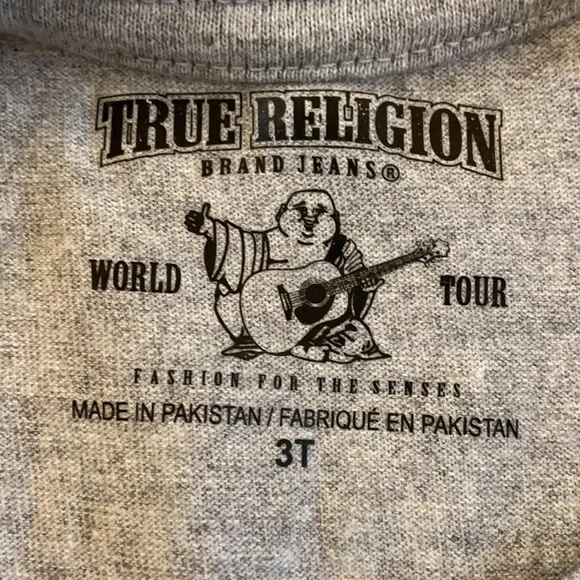 TRUE RELIGION
BRAND JEANS®
WORLD TOUR
FASHION FOR THE SENSES
MADE IN PAKISTAN / FABRIQUÉ EN PAKISTAN
3T